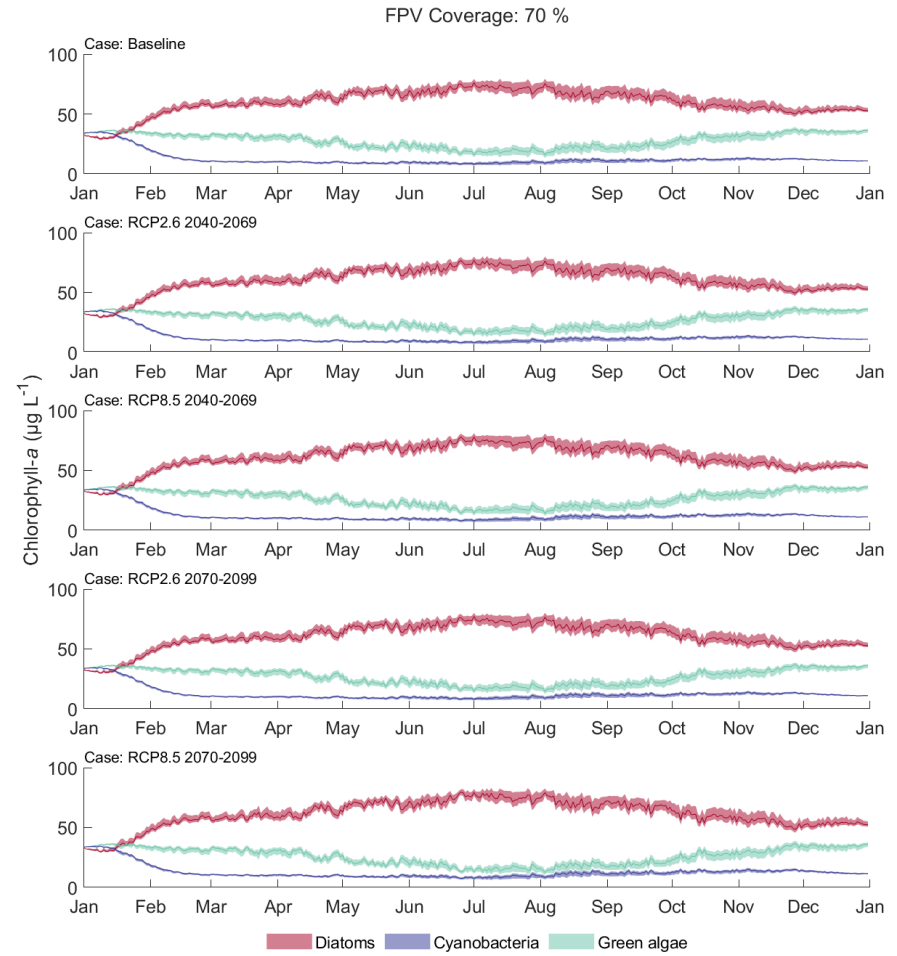 FPV Coverage: 70 %
Case: Baseline
100
50
0
Jan Feb Mar Apr May Jun Jul Aug Sep Oct Nov Dec Jan
Case: RCP2.6 2040-2069
100
50
0
Jan Feb Mar Apr May Jun Jul Aug Sep Oct Nov Dec Jan
Chlorophyll-a (µg L⁻¹)
Case: RCP8.5 2040-2069
100
50
0
Jan Feb Mar Apr May Jun Jul Aug Sep Oct Nov Dec Jan
Case: RCP2.6 2070-2099
100
50
0
Jan Feb Mar Apr May Jun Jul Aug Sep Oct Nov Dec Jan
Case: RCP8.5 2070-2099
100
50
0
Jan Feb Mar Apr May Jun Jul Aug Sep Oct Nov Dec Jan
Diatoms Cyanobacteria Green algae